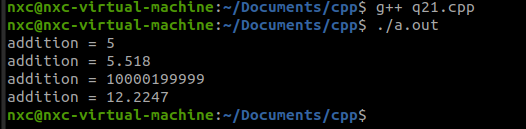 nxc@nxc-virtual-machine:~/Documents/cpp$ g++ q21.cpp
nxc@nxc-virtual-machine:~/Documents/cpp$ ./a.out
addition = 5
addition = 5.518
addition = 10000199999
addition = 12.2247
nxc@nxc-virtual-machine:~/Documents/cpp$